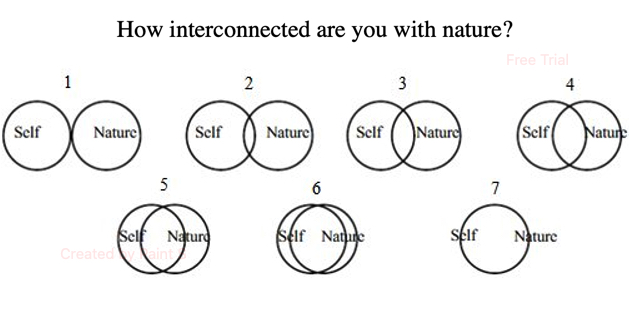 How interconnected are you with nature?
Free Trial
1 2 3 4
Self Nature Self Nature Self Nature Self Nature
5 6 7
Self Nature Self Nature Self Nature
Created by Paint S